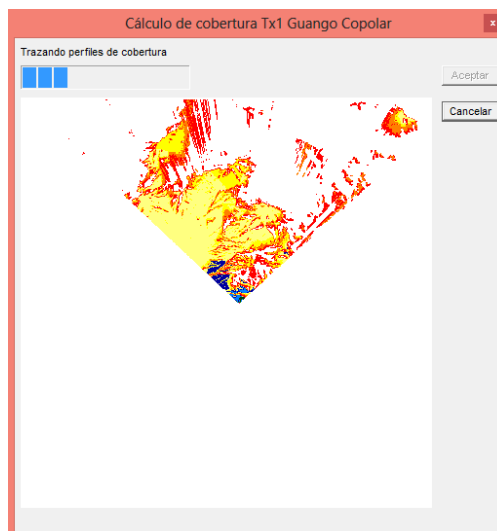 Cálculo de cobertura Tx1 Guango Copolar
x
Trazando perfiles de cobertura
Aceptar
Cancelar